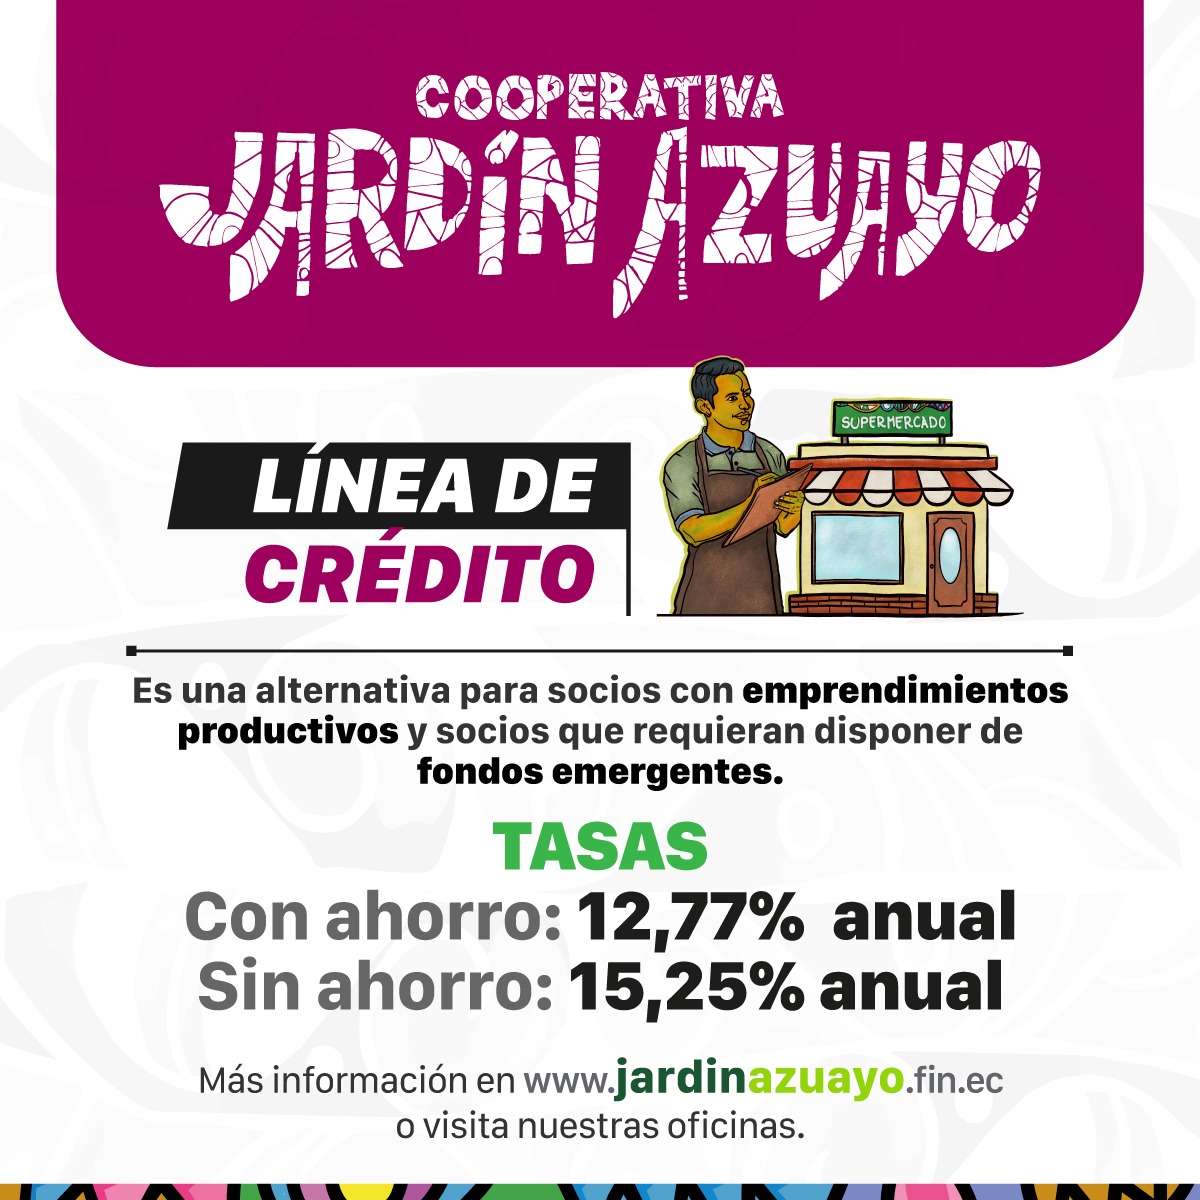 COOPERATIVA
JARDÍN AZUAYO
SUPERMERCADO
LÍNEA DE
CRÉDITO
Es una alternativa para socios con emprendimientos
productivos y socios que requieran disponer de
fondos emergentes.
TASAS
Con ahorro: 12,77% anual
Sin ahorro: 15,25% anual
Más información en www.jardinazuayo.fin.ec
o visita nuestras oficinas.